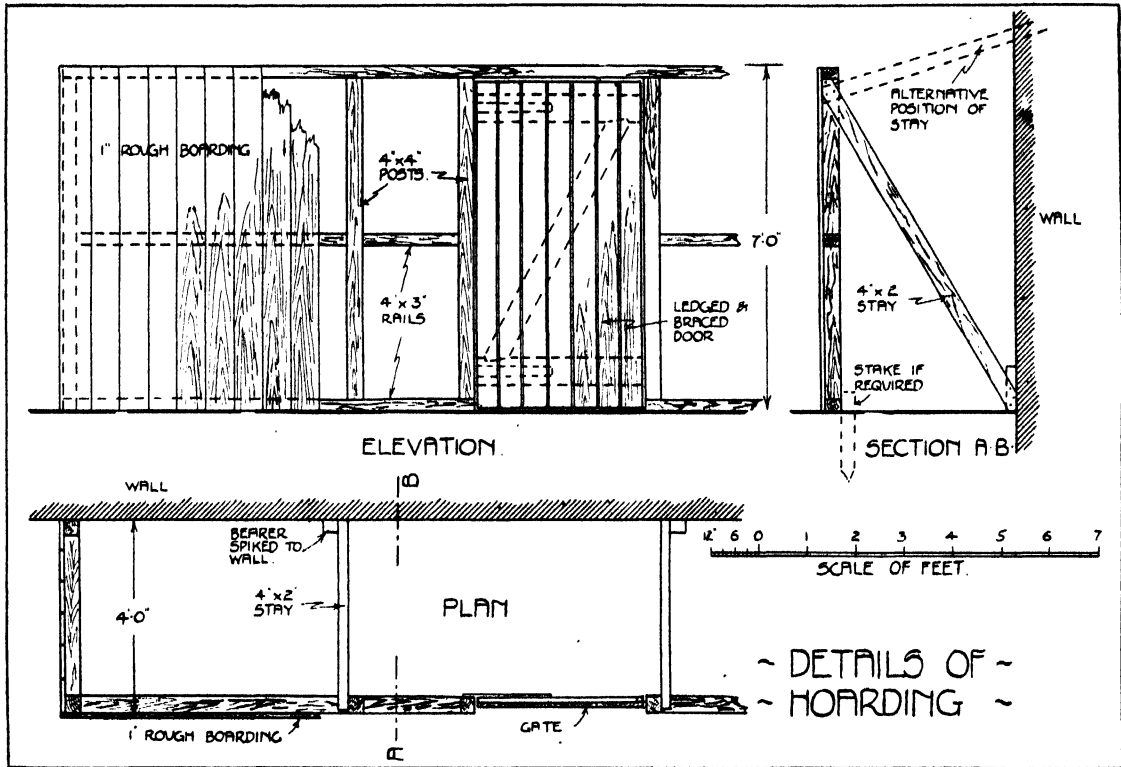 1" ROUGH BOARDING
4"x4"
POSTS.
4"x3"
RAILS
LEDGED &
BRACED
DOOR
7'.0"
ALTERNATIVE
POSITION OF
STAY
WALL
4"x2
STAY
STAKE IF
REQUIRED
ELEVATION.
SECTION A.B.
WALL
B
BEARER
SPIKED TO
WALL.
4'.0"
4"x2"
STAY
PLAN
12" 6 0 1 2 3 4 5 6 7
SCALE OF FEET.
1" ROUGH BOARDING
A
GATE
~ DETAILS OF ~
~ HOARDING ~